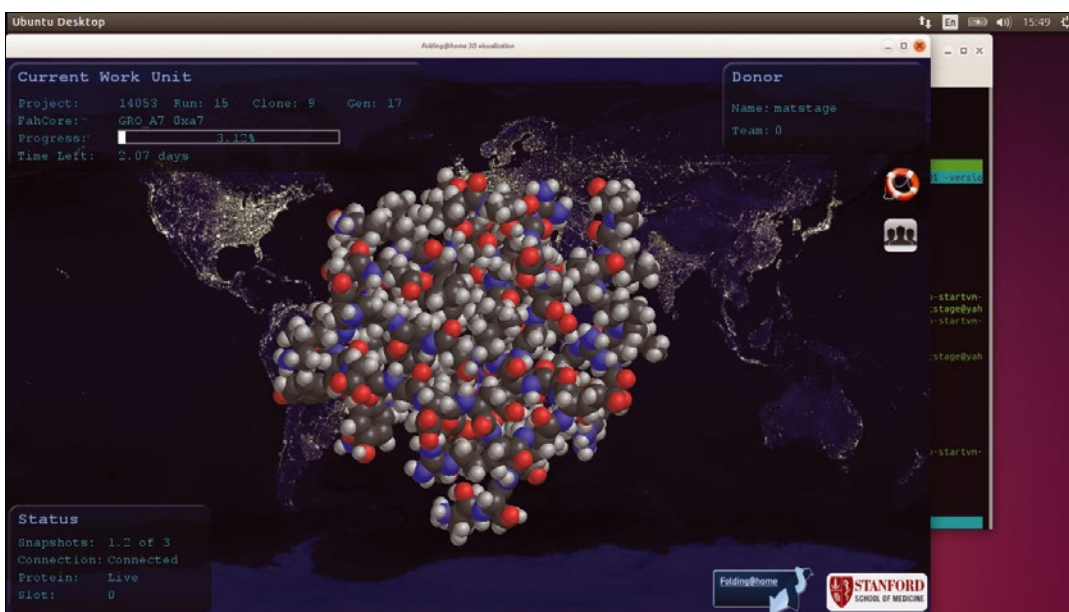 Ubuntu Desktop
En
15:49
Folding@home 3D visualization
Current Work Unit
Project: 14053 Run: 15 Clone: 9 Gen: 17
FahCore: GRO_A7 0xa7
Progress: 3.12%
Time Left: 2.07 days
Donor
Name: matstage
Team: 0
-versio
-startvm-
tstage@yah
-startvm-
tstage@yah
-startvm-
Status
Snapshots: 1.2 of 3
Connection: Connected
Protein: Live
Slot: 0
Folding@home
STANFORD
SCHOOL OF MEDICINE